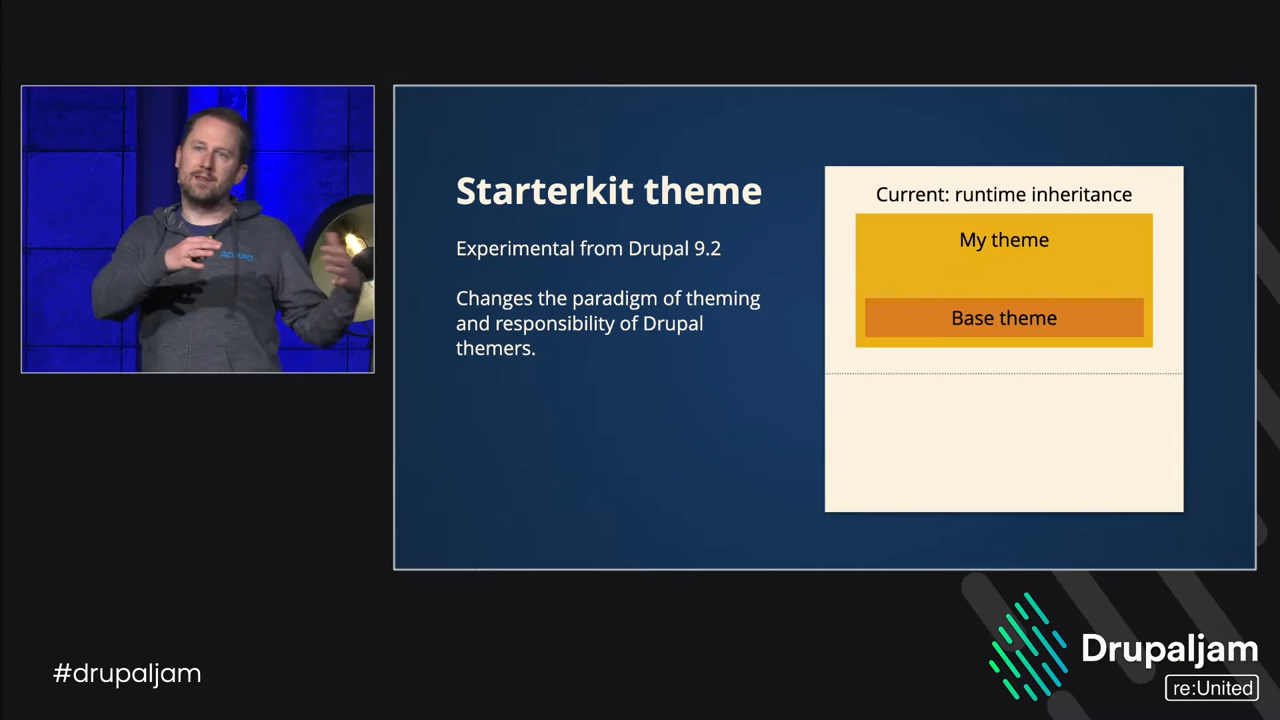 Starterkit theme
Experimental from Drupal 9.2
Changes the paradigm of theming
and responsibility of Drupal
themers.
Current: runtime inheritance
My theme
Base theme
#drupaljam
Drupaljam
re:United